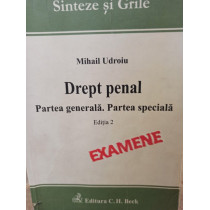 Sinteze și Grile
Mihail Udroiu
Drept penal
Partea generală. Partea specială
Ediția 2
EXAMENE
Editura C. H. Beck